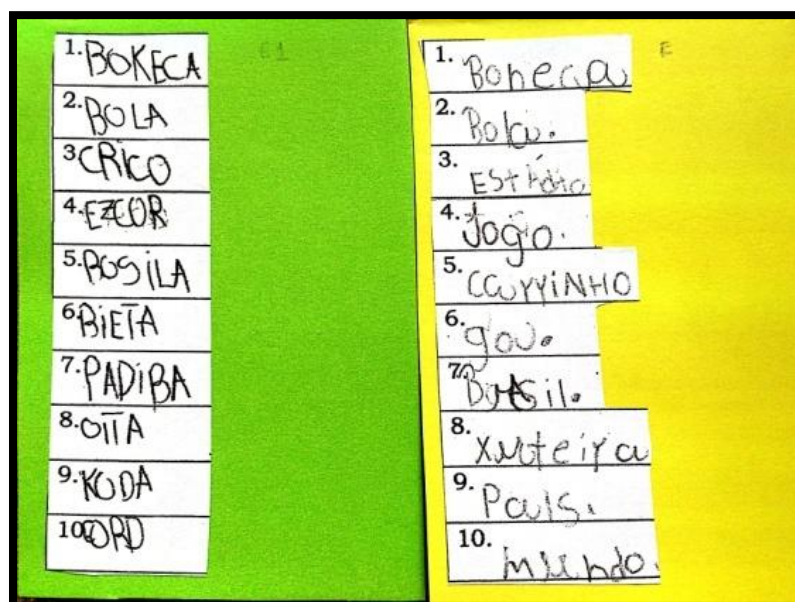 E1
1. BOKECA
2. BOLA
3 CRICO
4. EZCOR
5. BOSiLA
6 BIETA
7. PADiBA
8. OITA
9. KODA
10 ORD
E
1. Boneca
2. Bola.
3. EStádio
4. Jogo.
5. CarriNHO
6. gol.
7. BrASil.
8. Xuteira
9. Pais.
10. mundo.